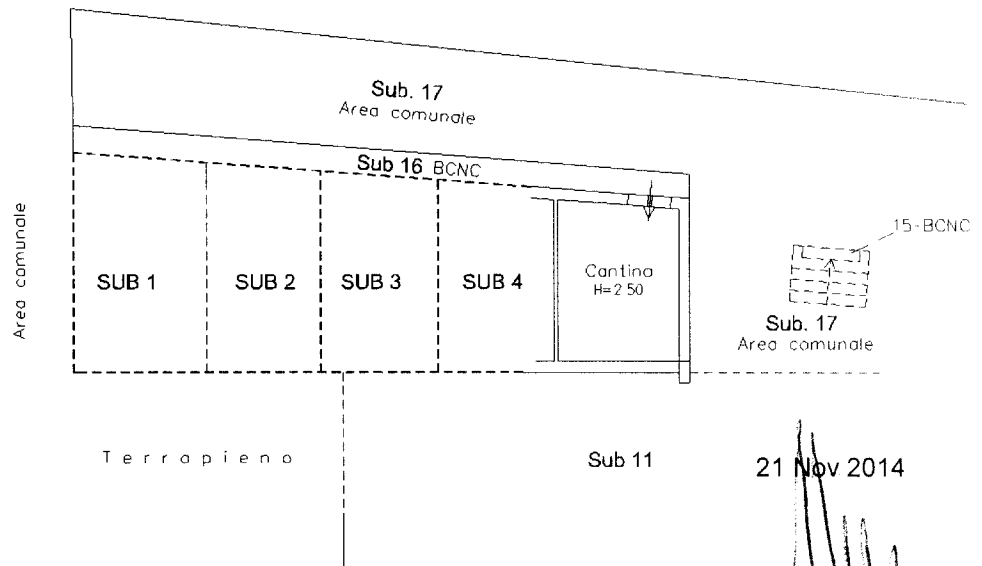 Sub. 17
Area comunale
Sub 16 BCNC
Area comunale
SUB 1
SUB 2
SUB 3
SUB 4
Cantina
H=2 50
15-BCNC
Sub. 17
Area comunale
Terrapieno
Sub 11
21 Nov 2014